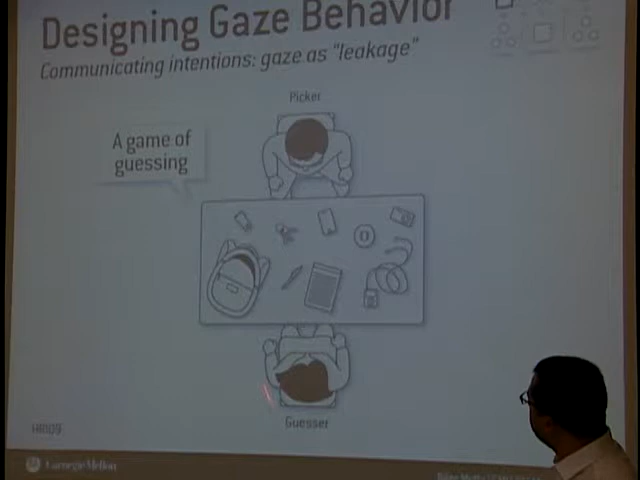 Designing Gaze Behavior
Communicating intentions: gaze as "leakage"
Picker
A game of
guessing
Guesser
HRI09
Carnegie Mellon